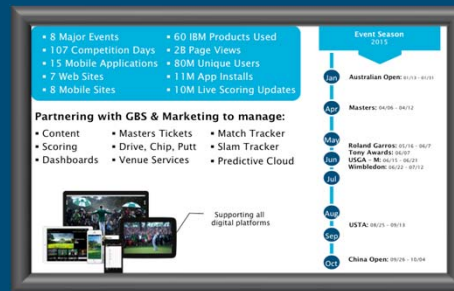 ▪ 8 Major Events
▪ 107 Competition Days
▪ 15 Mobile Applications
▪ 7 Web Sites
▪ 8 Mobile Sites
▪ 60 IBM Products Used
▪ 2B Page Views
▪ 80M Unique Users
▪ 11M App Installs
▪ 10M Live Scoring Updates
Partnering with GBS & Marketing to manage:
▪ Content
▪ Scoring
▪ Dashboards
▪ Masters Tickets
▪ Drive, Chip, Putt
▪ Venue Services
▪ Match Tracker
▪ Slam Tracker
▪ Predictive Cloud
Supporting all
digital platforms
Event Season
2015
Jan
Australian Open: 01/13 - 01/31
Apr
Masters: 04/06 - 04/12
May
Roland Garros: 05/16 - 06/7
Tony Awards: 06/07
Jun
USGA - M: 06/15 - 06/21
Wimbledon: 06/22 - 07/12
Jul
Aug
USTA: 08/25 - 09/13
Sep
Oct
China Open: 09/26 - 10/04